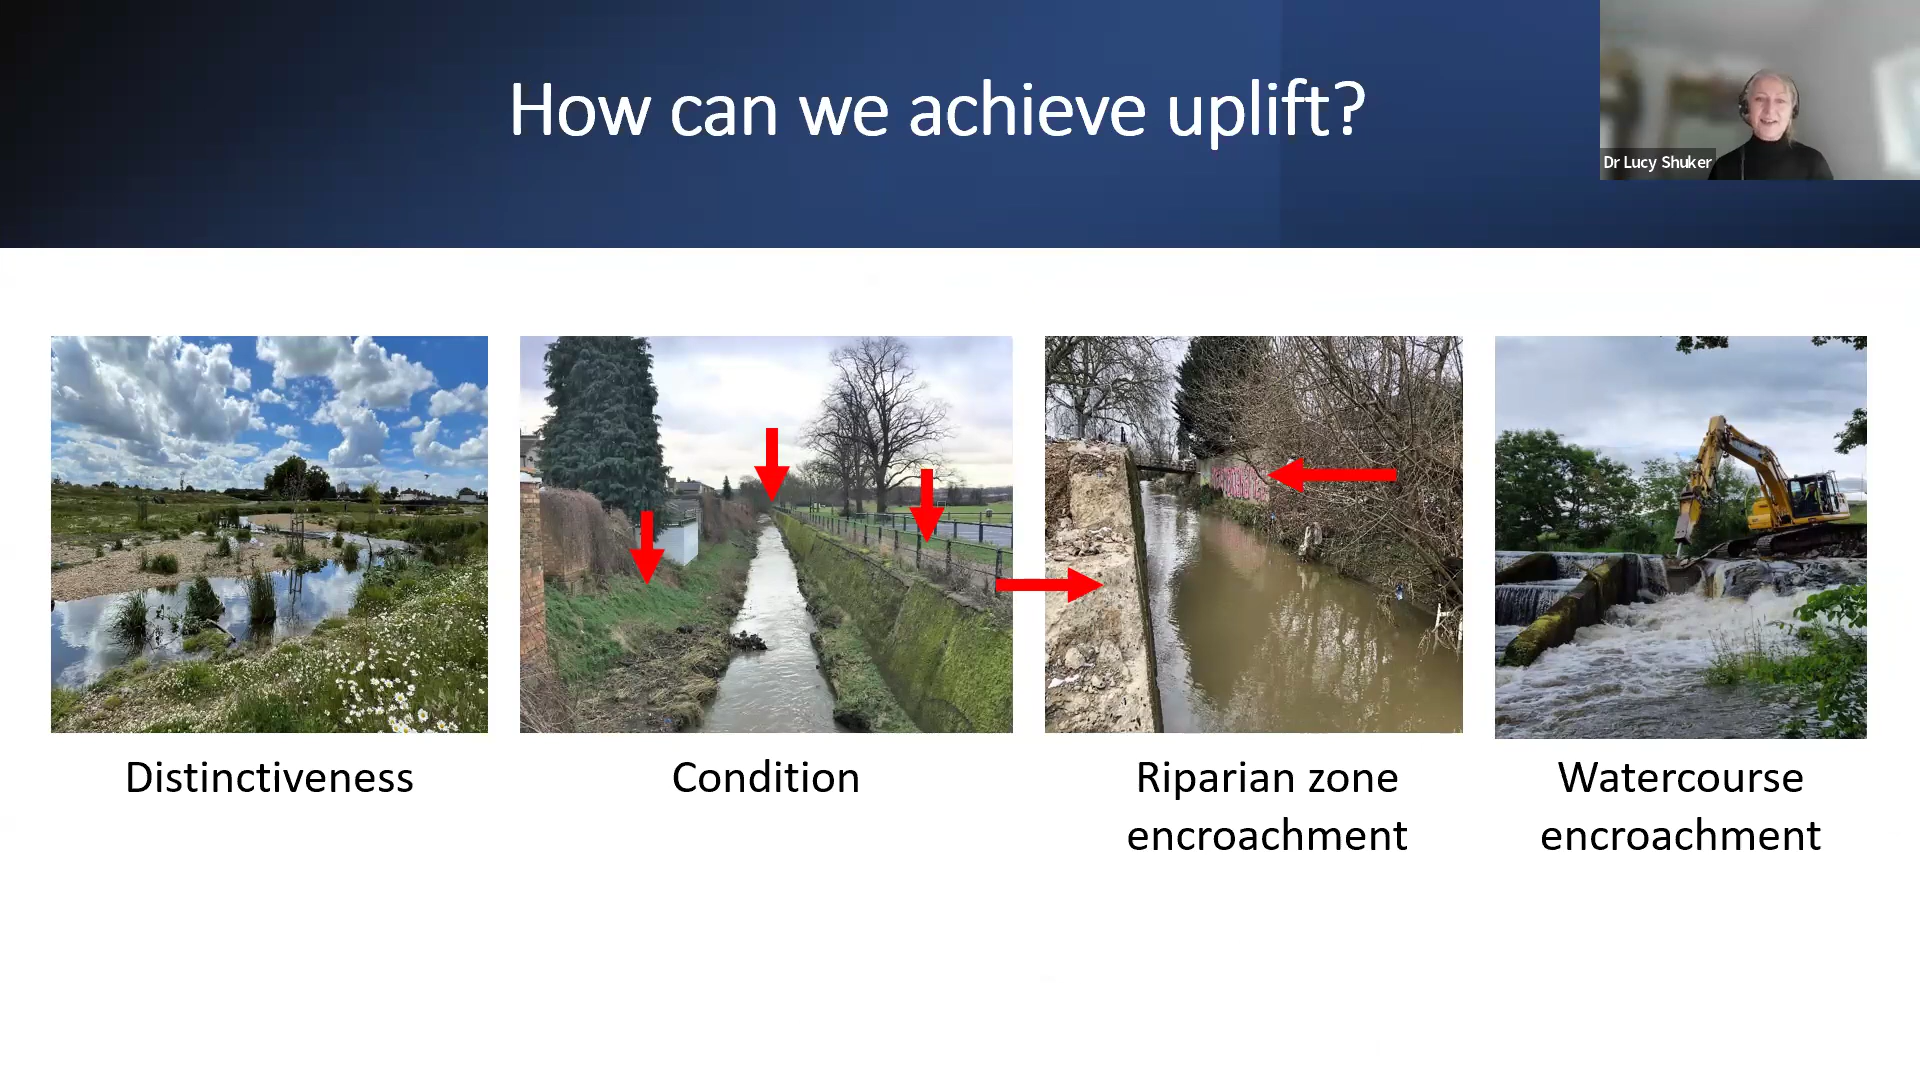 How can we achieve uplift?
Dr Lucy Shuker
Distinctiveness
Condition
Riparian zone
encroachment
Watercourse
encroachment